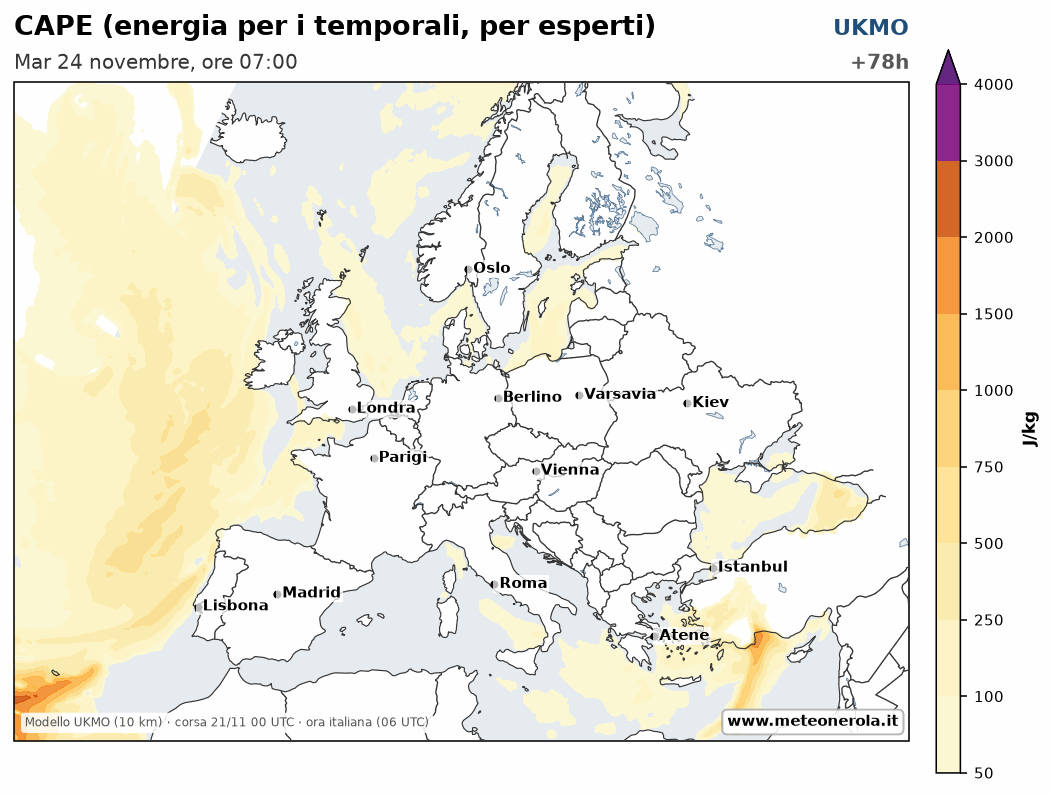 CAPE (energia per i temporali, per esperti)
UKMO
Mar 24 novembre, ore 07:00
+78h
4000
3000
2000
1500
1000
750
500
250
100
50
J/kg
Oslo
Londra
Berlino
Varsavia
Kiev
Parigi
Vienna
Istanbul
Roma
Madrid
Lisbona
Atene
Modello UKMO (10 km) · corsa 21/11 00 UTC · ora italiana (06 UTC)
www.meteonerola.it